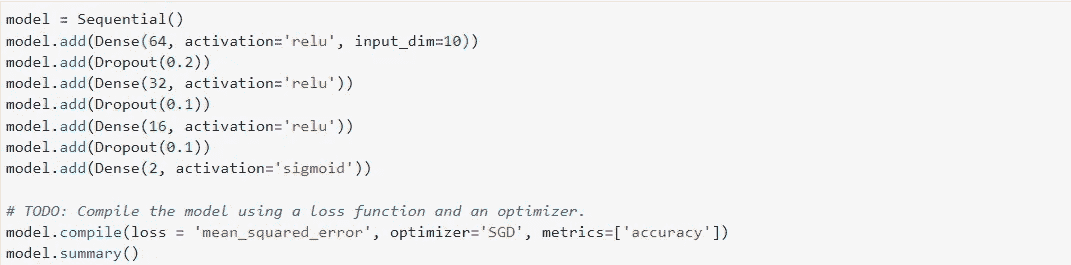 model = Sequential()
model.add(Dense(64, activation='relu', input_dim=10))
model.add(Dropout(0.2))
model.add(Dense(32, activation='relu'))
model.add(Dropout(0.1))
model.add(Dense(16, activation='relu'))
model.add(Dropout(0.1))
model.add(Dense(2, activation='sigmoid'))
# TODO: Compile the model using a loss function and an optimizer.
model.compile(loss = 'mean_squared_error', optimizer='SGD', metrics=['accuracy'])
model.summary()